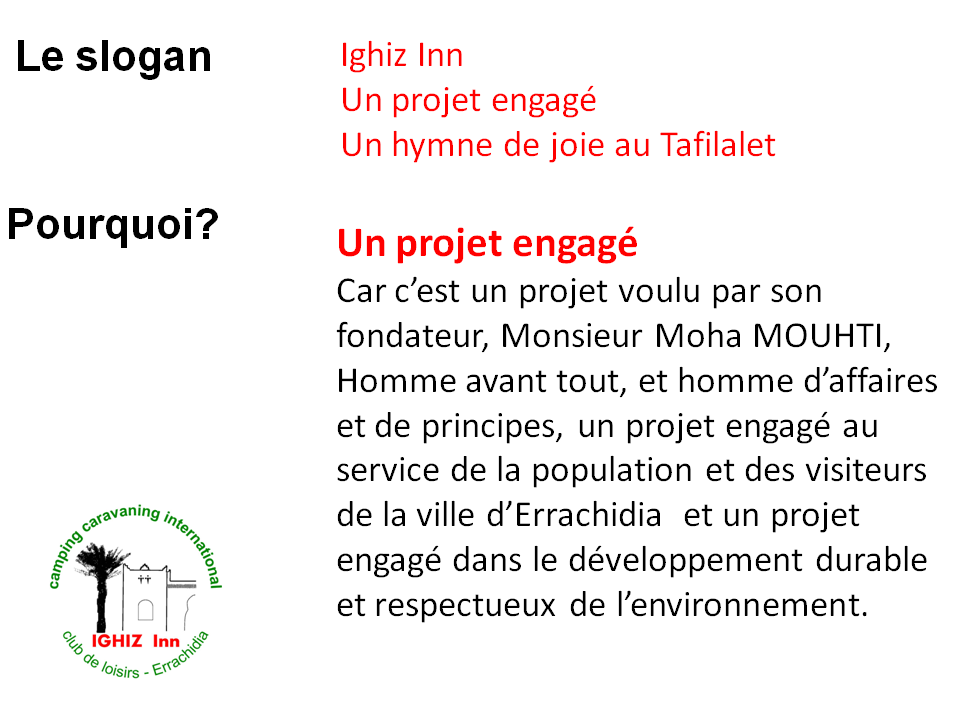 Le slogan
Ighiz Inn
Un projet engagé
Un hymne de joie au Tafilalet
Pourquoi?
Un projet engagé
Car c’est un projet voulu par son
fondateur, Monsieur Moha MOUHTI,
Homme avant tout, et homme d’affaires
et de principes, un projet engagé au
service de la population et des visiteurs
de la ville d’Errachidia et un projet
engagé dans le développement durable
et respectueux de l’environnement.
camping caravaning international
IGHIZ Inn
club de loisirs - Errachidia